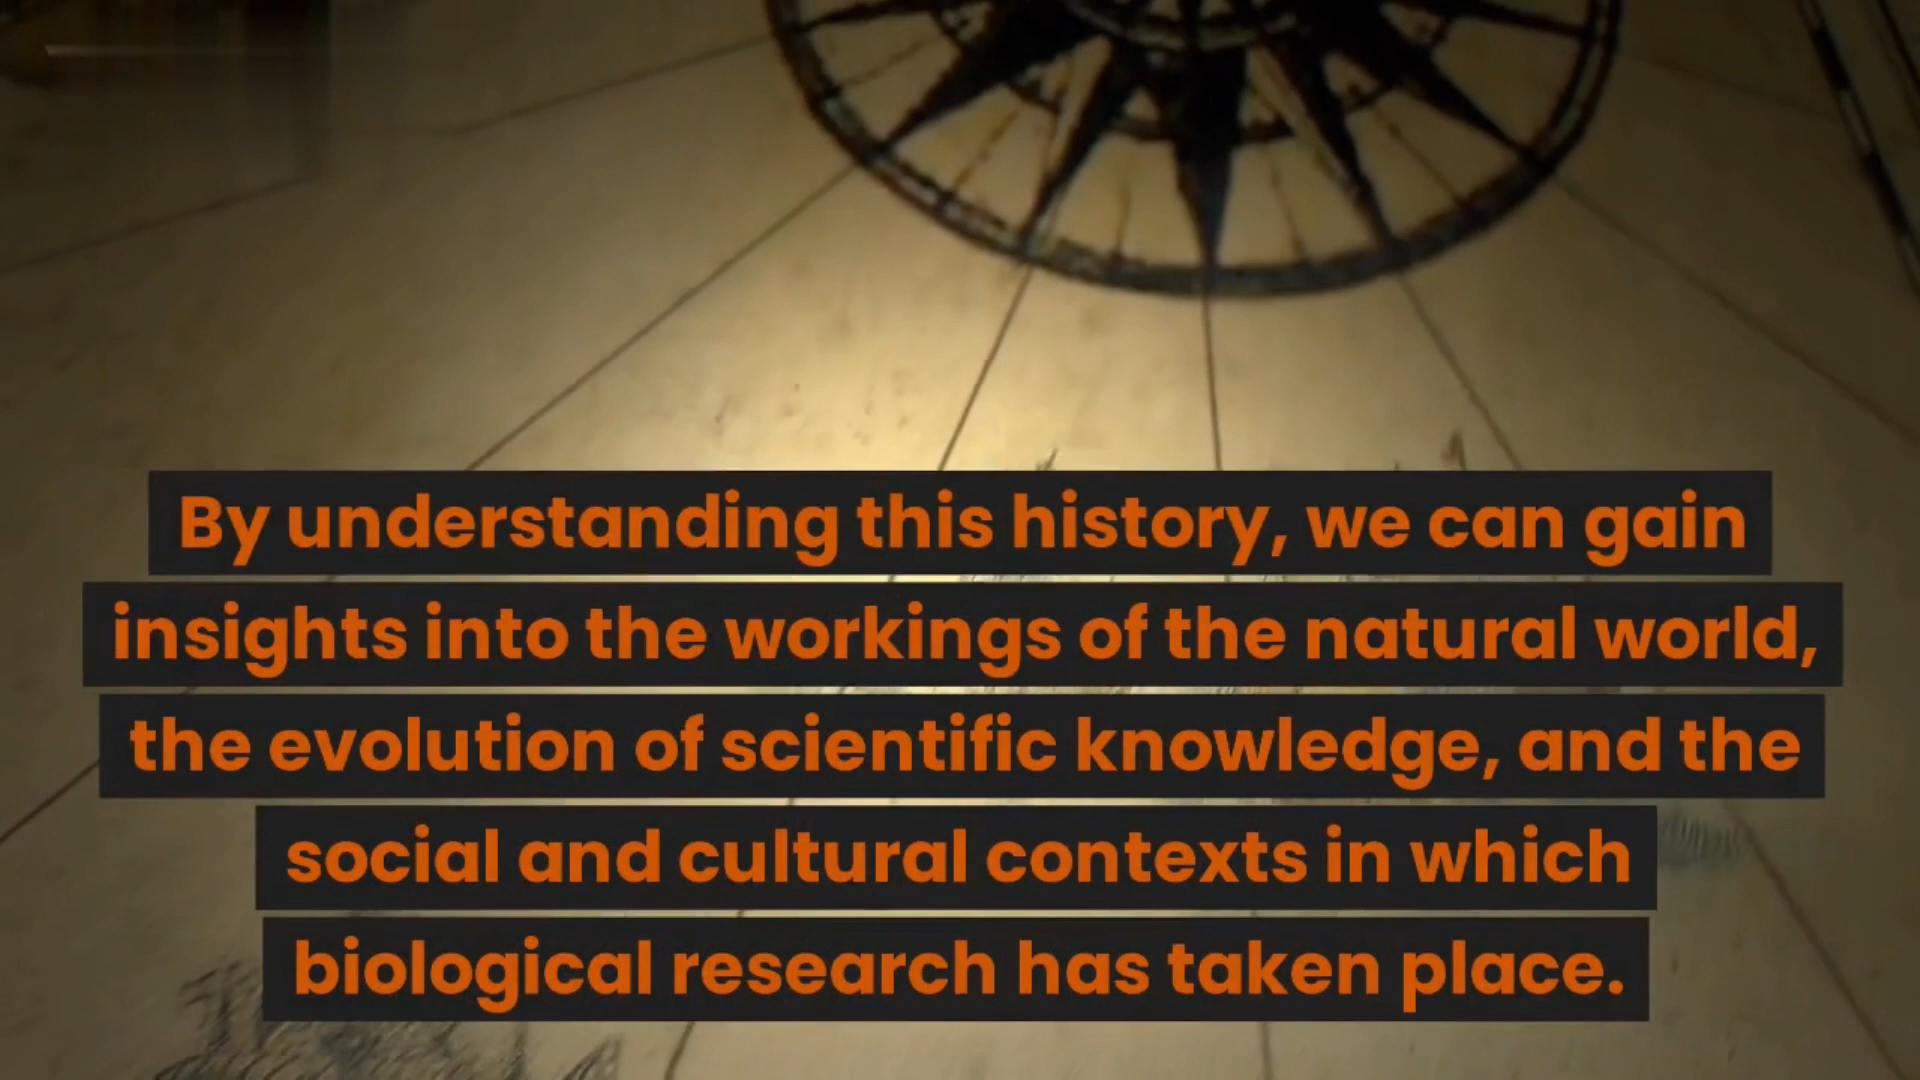 By understanding this history, we can gain
insights into the workings of the natural world,
the evolution of scientific knowledge, and the
social and cultural contexts in which
biological research has taken place.